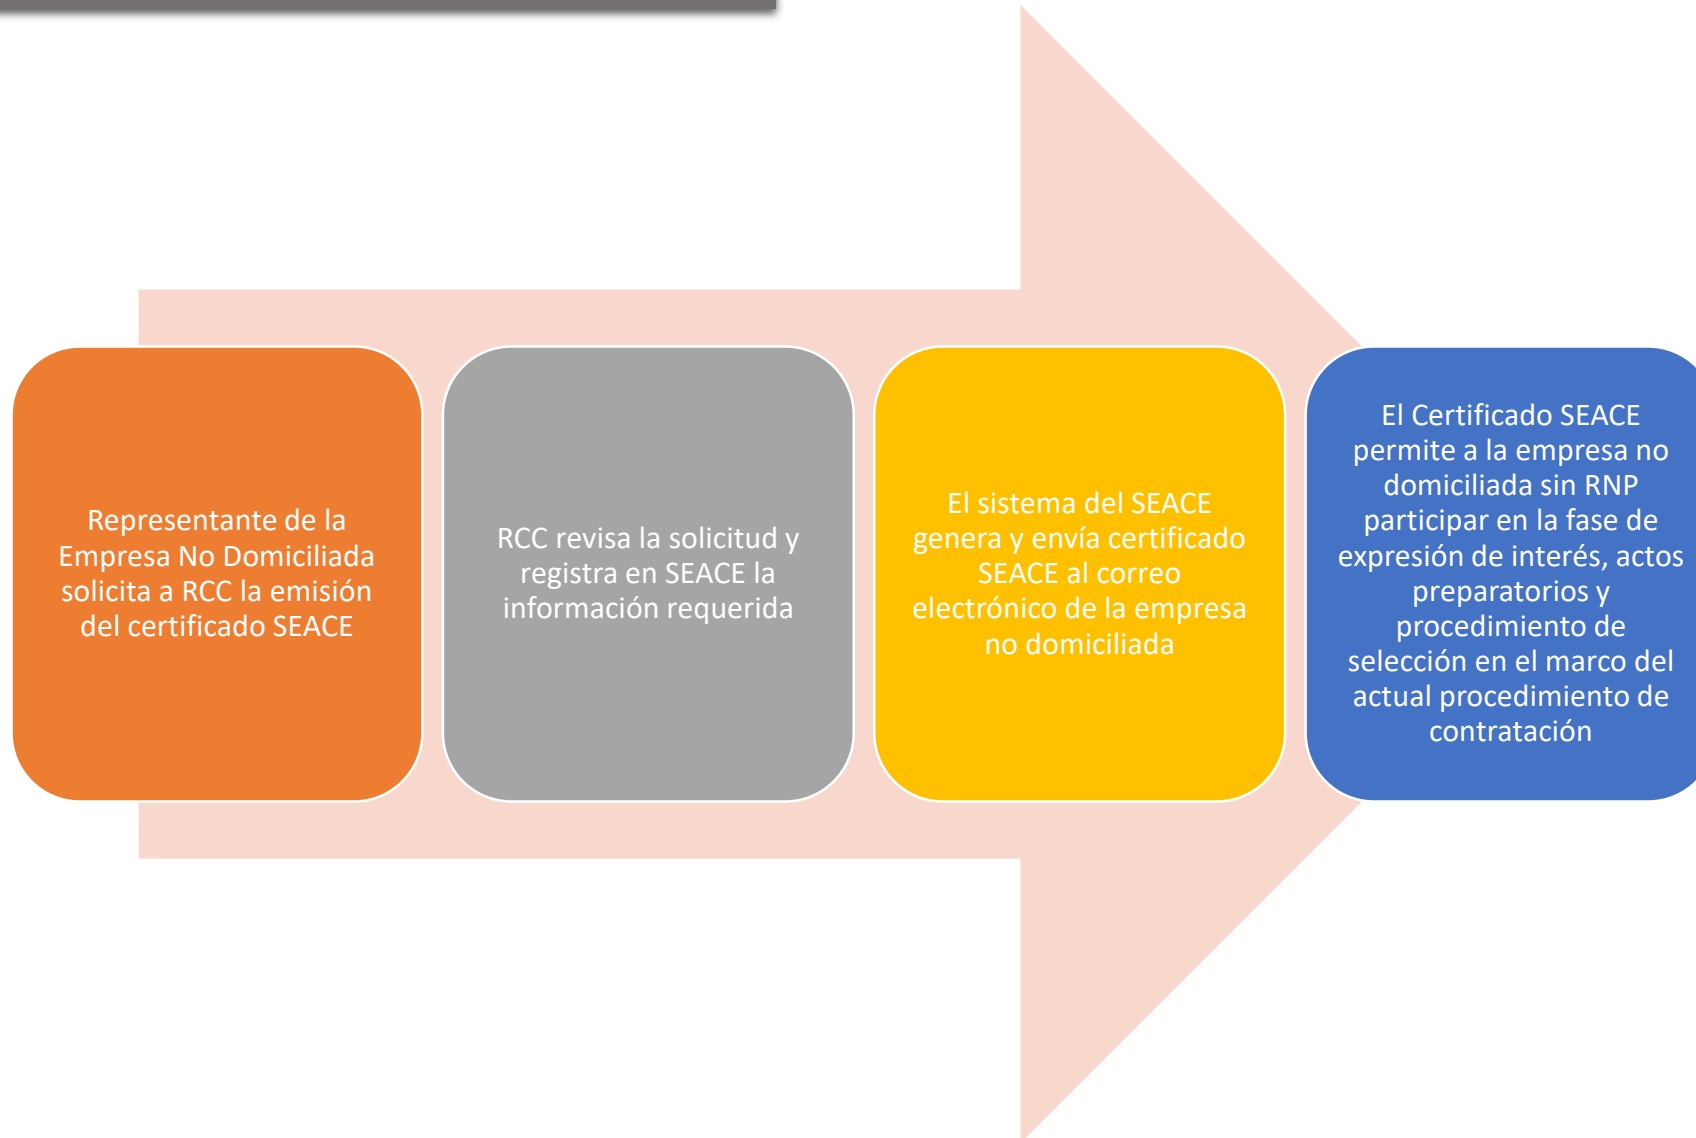 Representante de la
Empresa No Domiciliada
solicita a RCC la emisión
del certificado SEACE
RCC revisa la solicitud y
registra en SEACE la
información requerida
El sistema del SEACE
genera y envía certificado
SEACE al correo
electrónico de la empresa
no domiciliada
El Certificado SEACE
permite a la empresa no
domiciliada sin RNP
participar en la fase de
expresión de interés, actos
preparatorios y
procedimiento de
selección en el marco del
actual procedimiento de
contratación